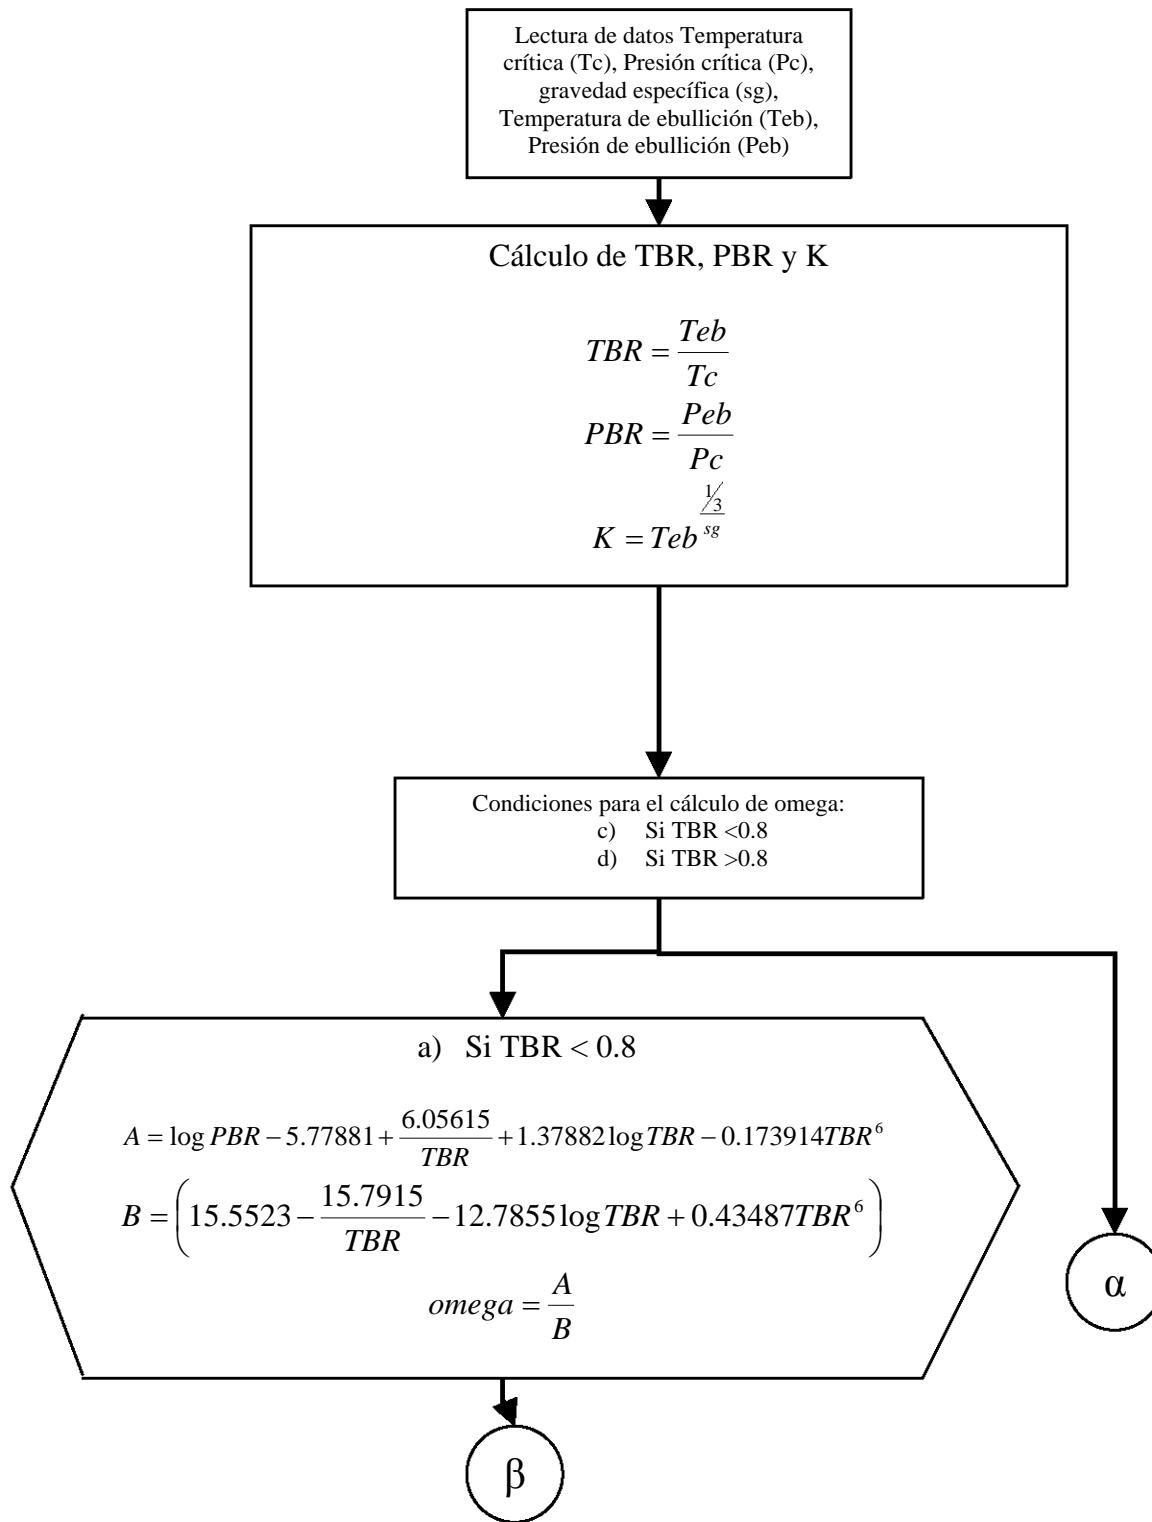 Lectura de datos Temperatura
crítica (Tc), Presión crítica (Pc),
gravedad específica (sg),
Temperatura de ebullición (Teb),
Presión de ebullición (Peb)
Cálculo de TBR, PBR y K
TBR = Teb/Tc
PBR = Peb/Pc
K = Teb^((1/3)/sg)
Condiciones para el cálculo de omega:
c) Si TBR <0.8
d) Si TBR >0.8
a) Si TBR < 0.8
A = log PBR − 5.77881 + 6.05615/TBR + 1.37882 log TBR − 0.173914TBR^6
B = (15.5523 − 15.7915/TBR − 12.7855 log TBR + 0.43487TBR^6)
omega = A/B
α
β